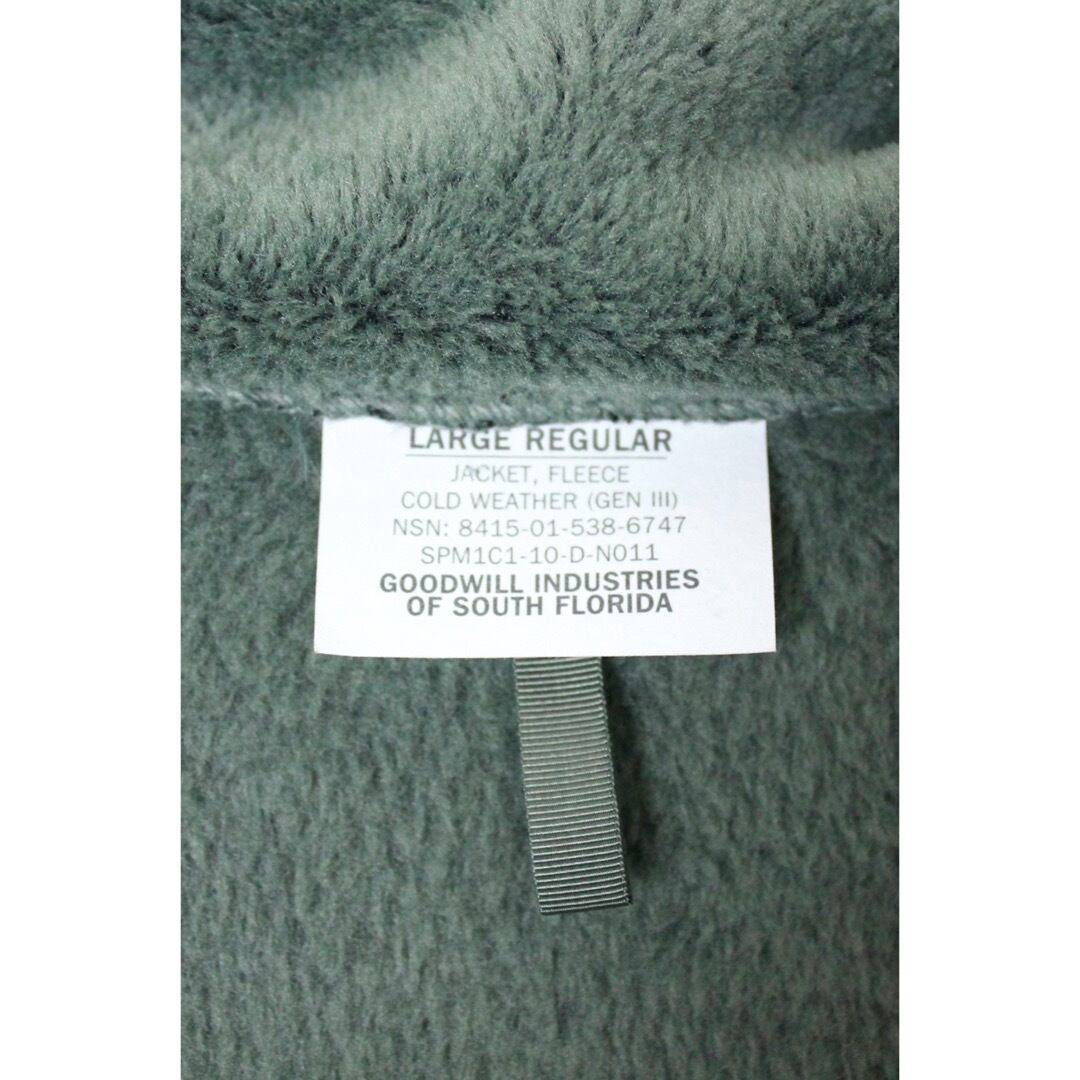 LARGE REGULAR
JACKET, FLEECE
COLD WEATHER (GEN III)
NSN: 8415-01-538-6747
SPM1C1-10-D-N011
GOODWILL INDUSTRIES
OF SOUTH FLORIDA